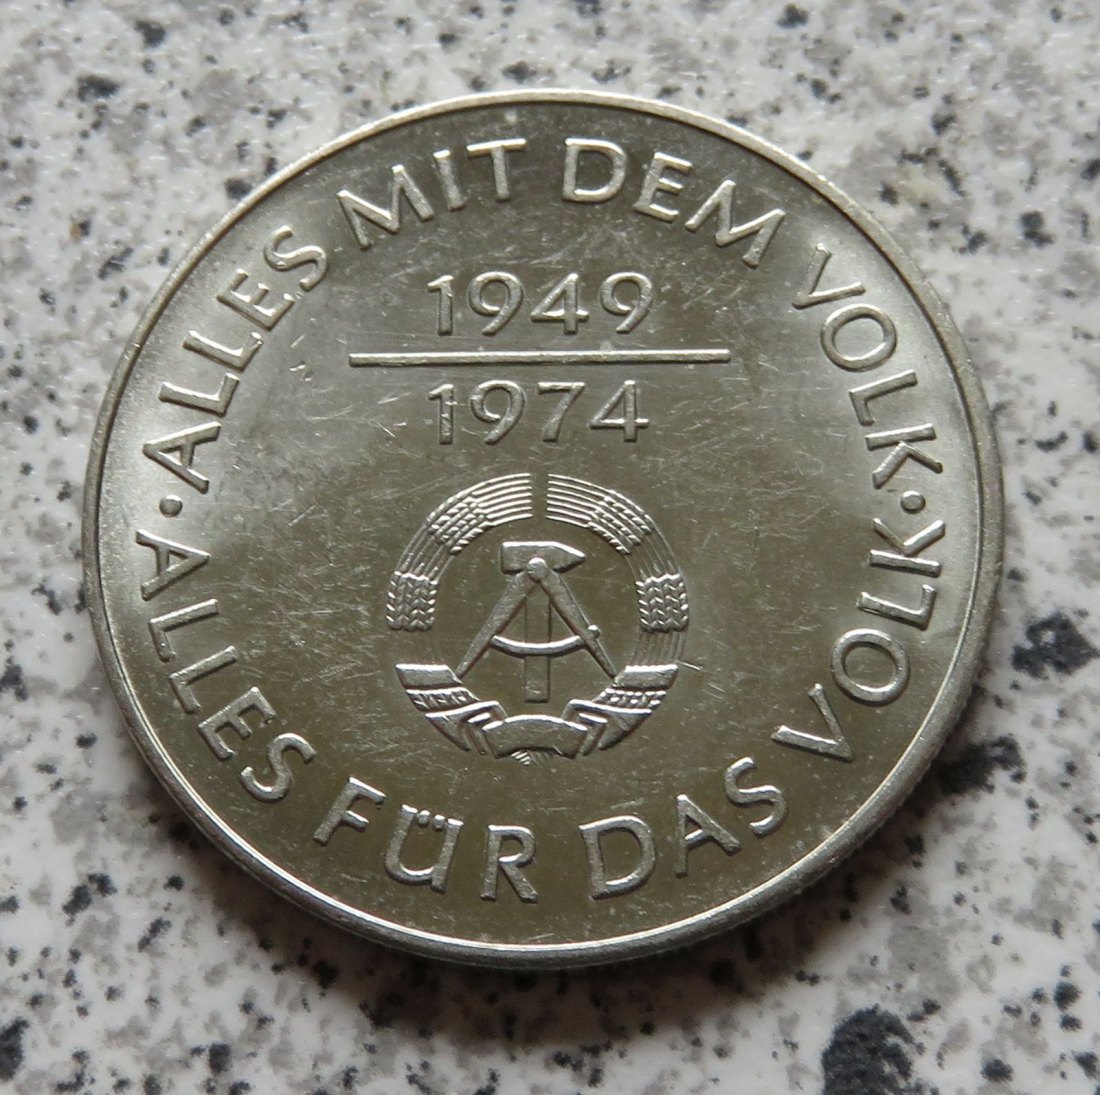 ALLES MIT DEM VOLK
1949
1974
ALLES FÜR DAS VOLK